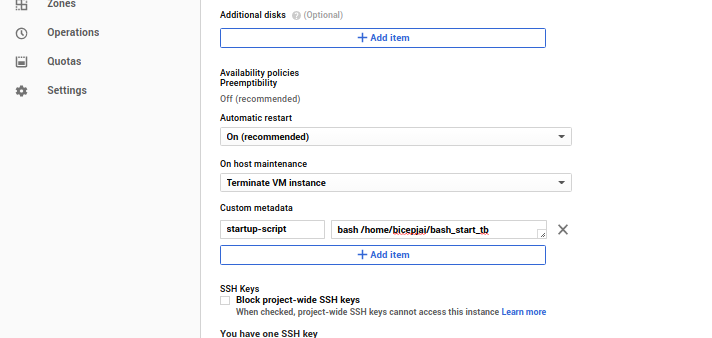 Zones
Operations
Quotas
Settings
Additional disks ? (Optional)
+ Add item
Availability policies
Preemptibility
Off (recommended)
Automatic restart
On (recommended)
On host maintenance
Terminate VM instance
Custom metadata
startup-script bash /home/bicepjai/bash_start_tb
+ Add item
SSH Keys
Block project-wide SSH keys
When checked, project-wide SSH keys cannot access this instance Learn more
You have one SSH key